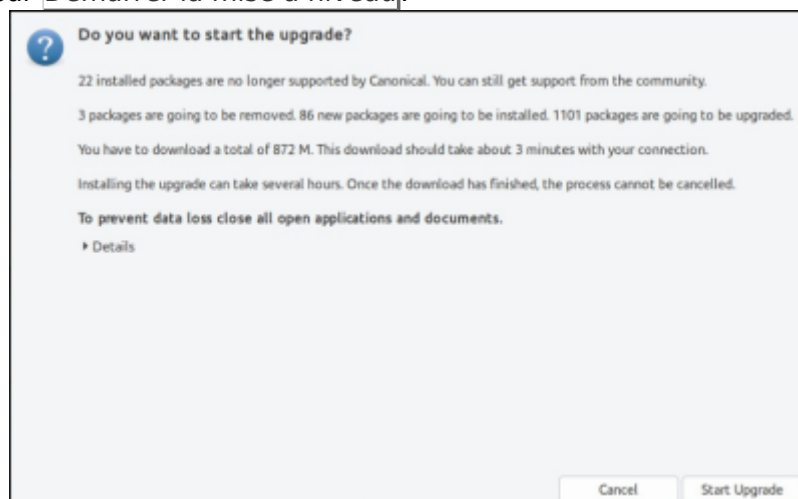 Démarrer la mise à niveau
Do you want to start the upgrade?
22 installed packages are no longer supported by Canonical. You can still get support from the community.
3 packages are going to be removed. 86 new packages are going to be installed. 1101 packages are going to be upgraded.
You have to download a total of 872 M. This download should take about 3 minutes with your connection.
Installing the upgrade can take several hours. Once the download has finished, the process cannot be cancelled.
To prevent data loss close all open applications and documents.
Details
Cancel Start Upgrade